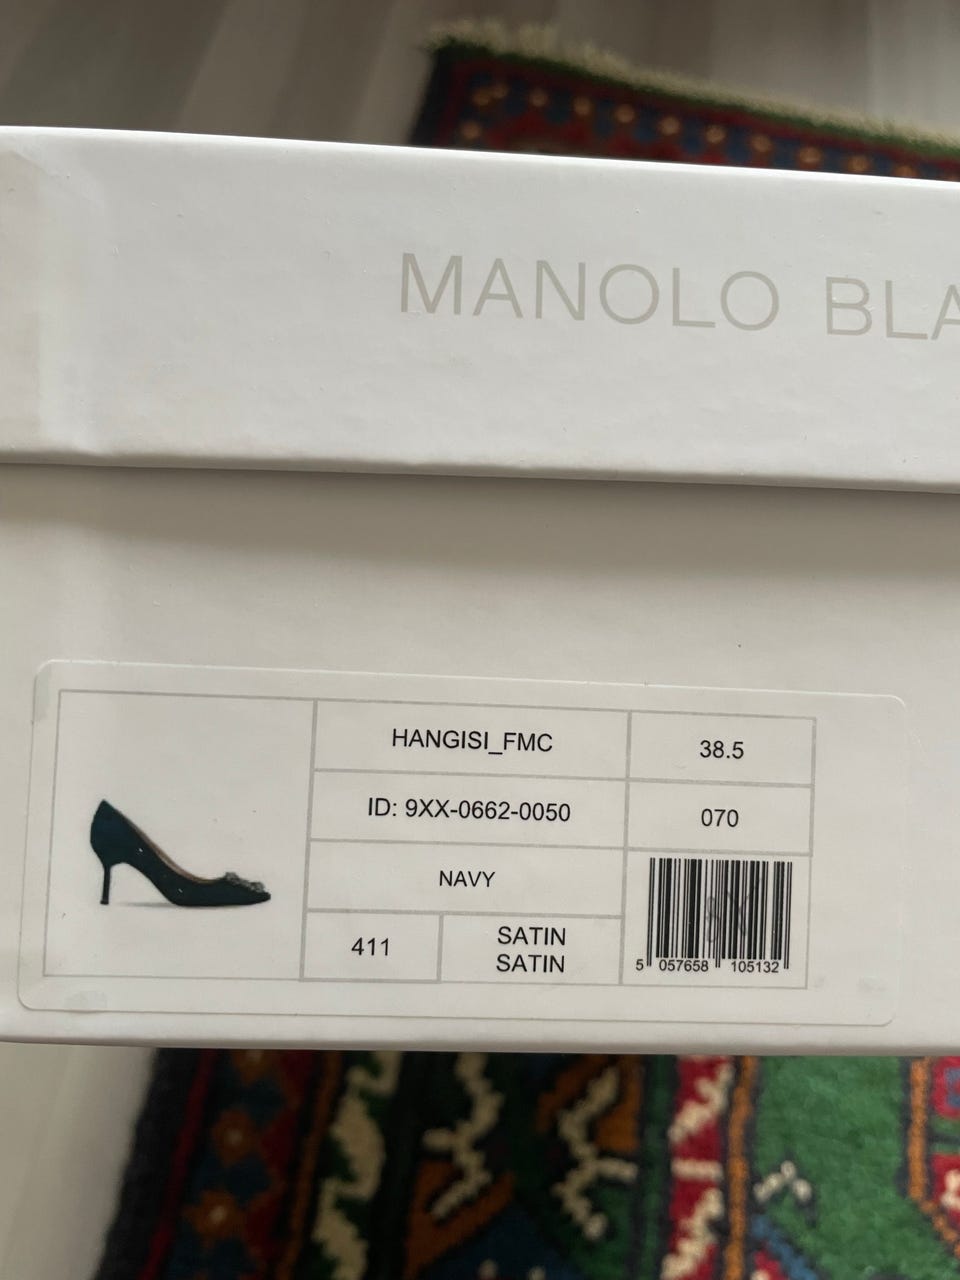 MANOLO BLA
HANGISI_FMC
38.5
ID: 9XX-0662-0050
070
NAVY
411
SATIN
SATIN
5 057658 105132